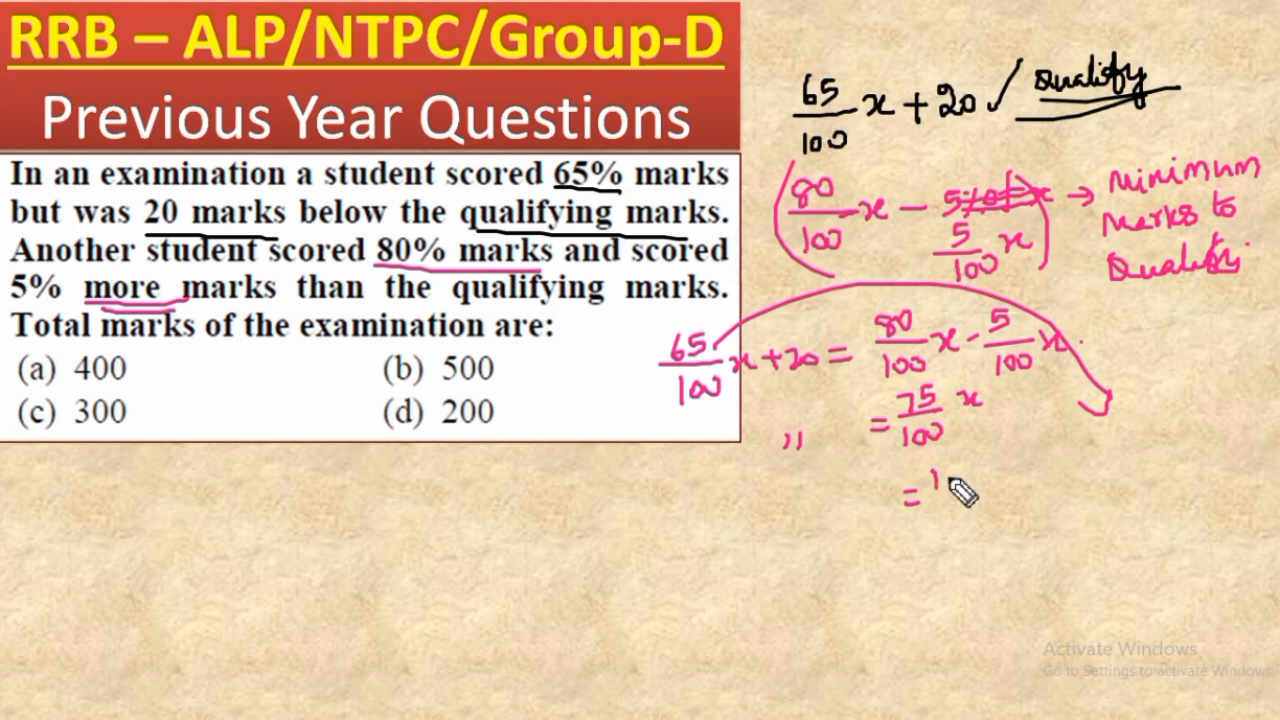 RRB – ALP/NTPC/Group-D
Previous Year Questions
In an examination a student scored 65% marks
but was 20 marks below the qualifying marks.
Another student scored 80% marks and scored
5% more marks than the qualifying marks.
Total marks of the examination are:
(a) 400 (b) 500
(c) 300 (d) 200
65/100 x + 20 ✓ Qualify
(80/100 x – 5/100 x) → Minimum
Marks to
Qualify.
65/100 x + 20 = 80/100 x - 5/100 x.
" = 75/100 x
= 1
Activate Windows
Go to Settings to activate Windows.